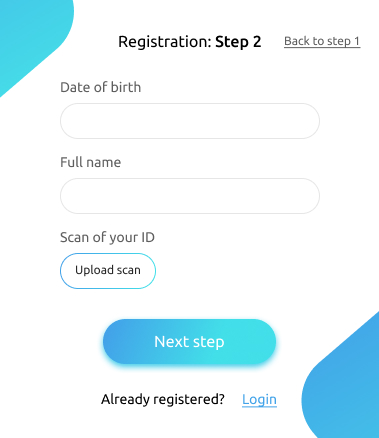 Registration: Step 2 Back to step 1
Date of birth
Full name
Scan of your ID
Upload scan
Next step
Already registered? Login